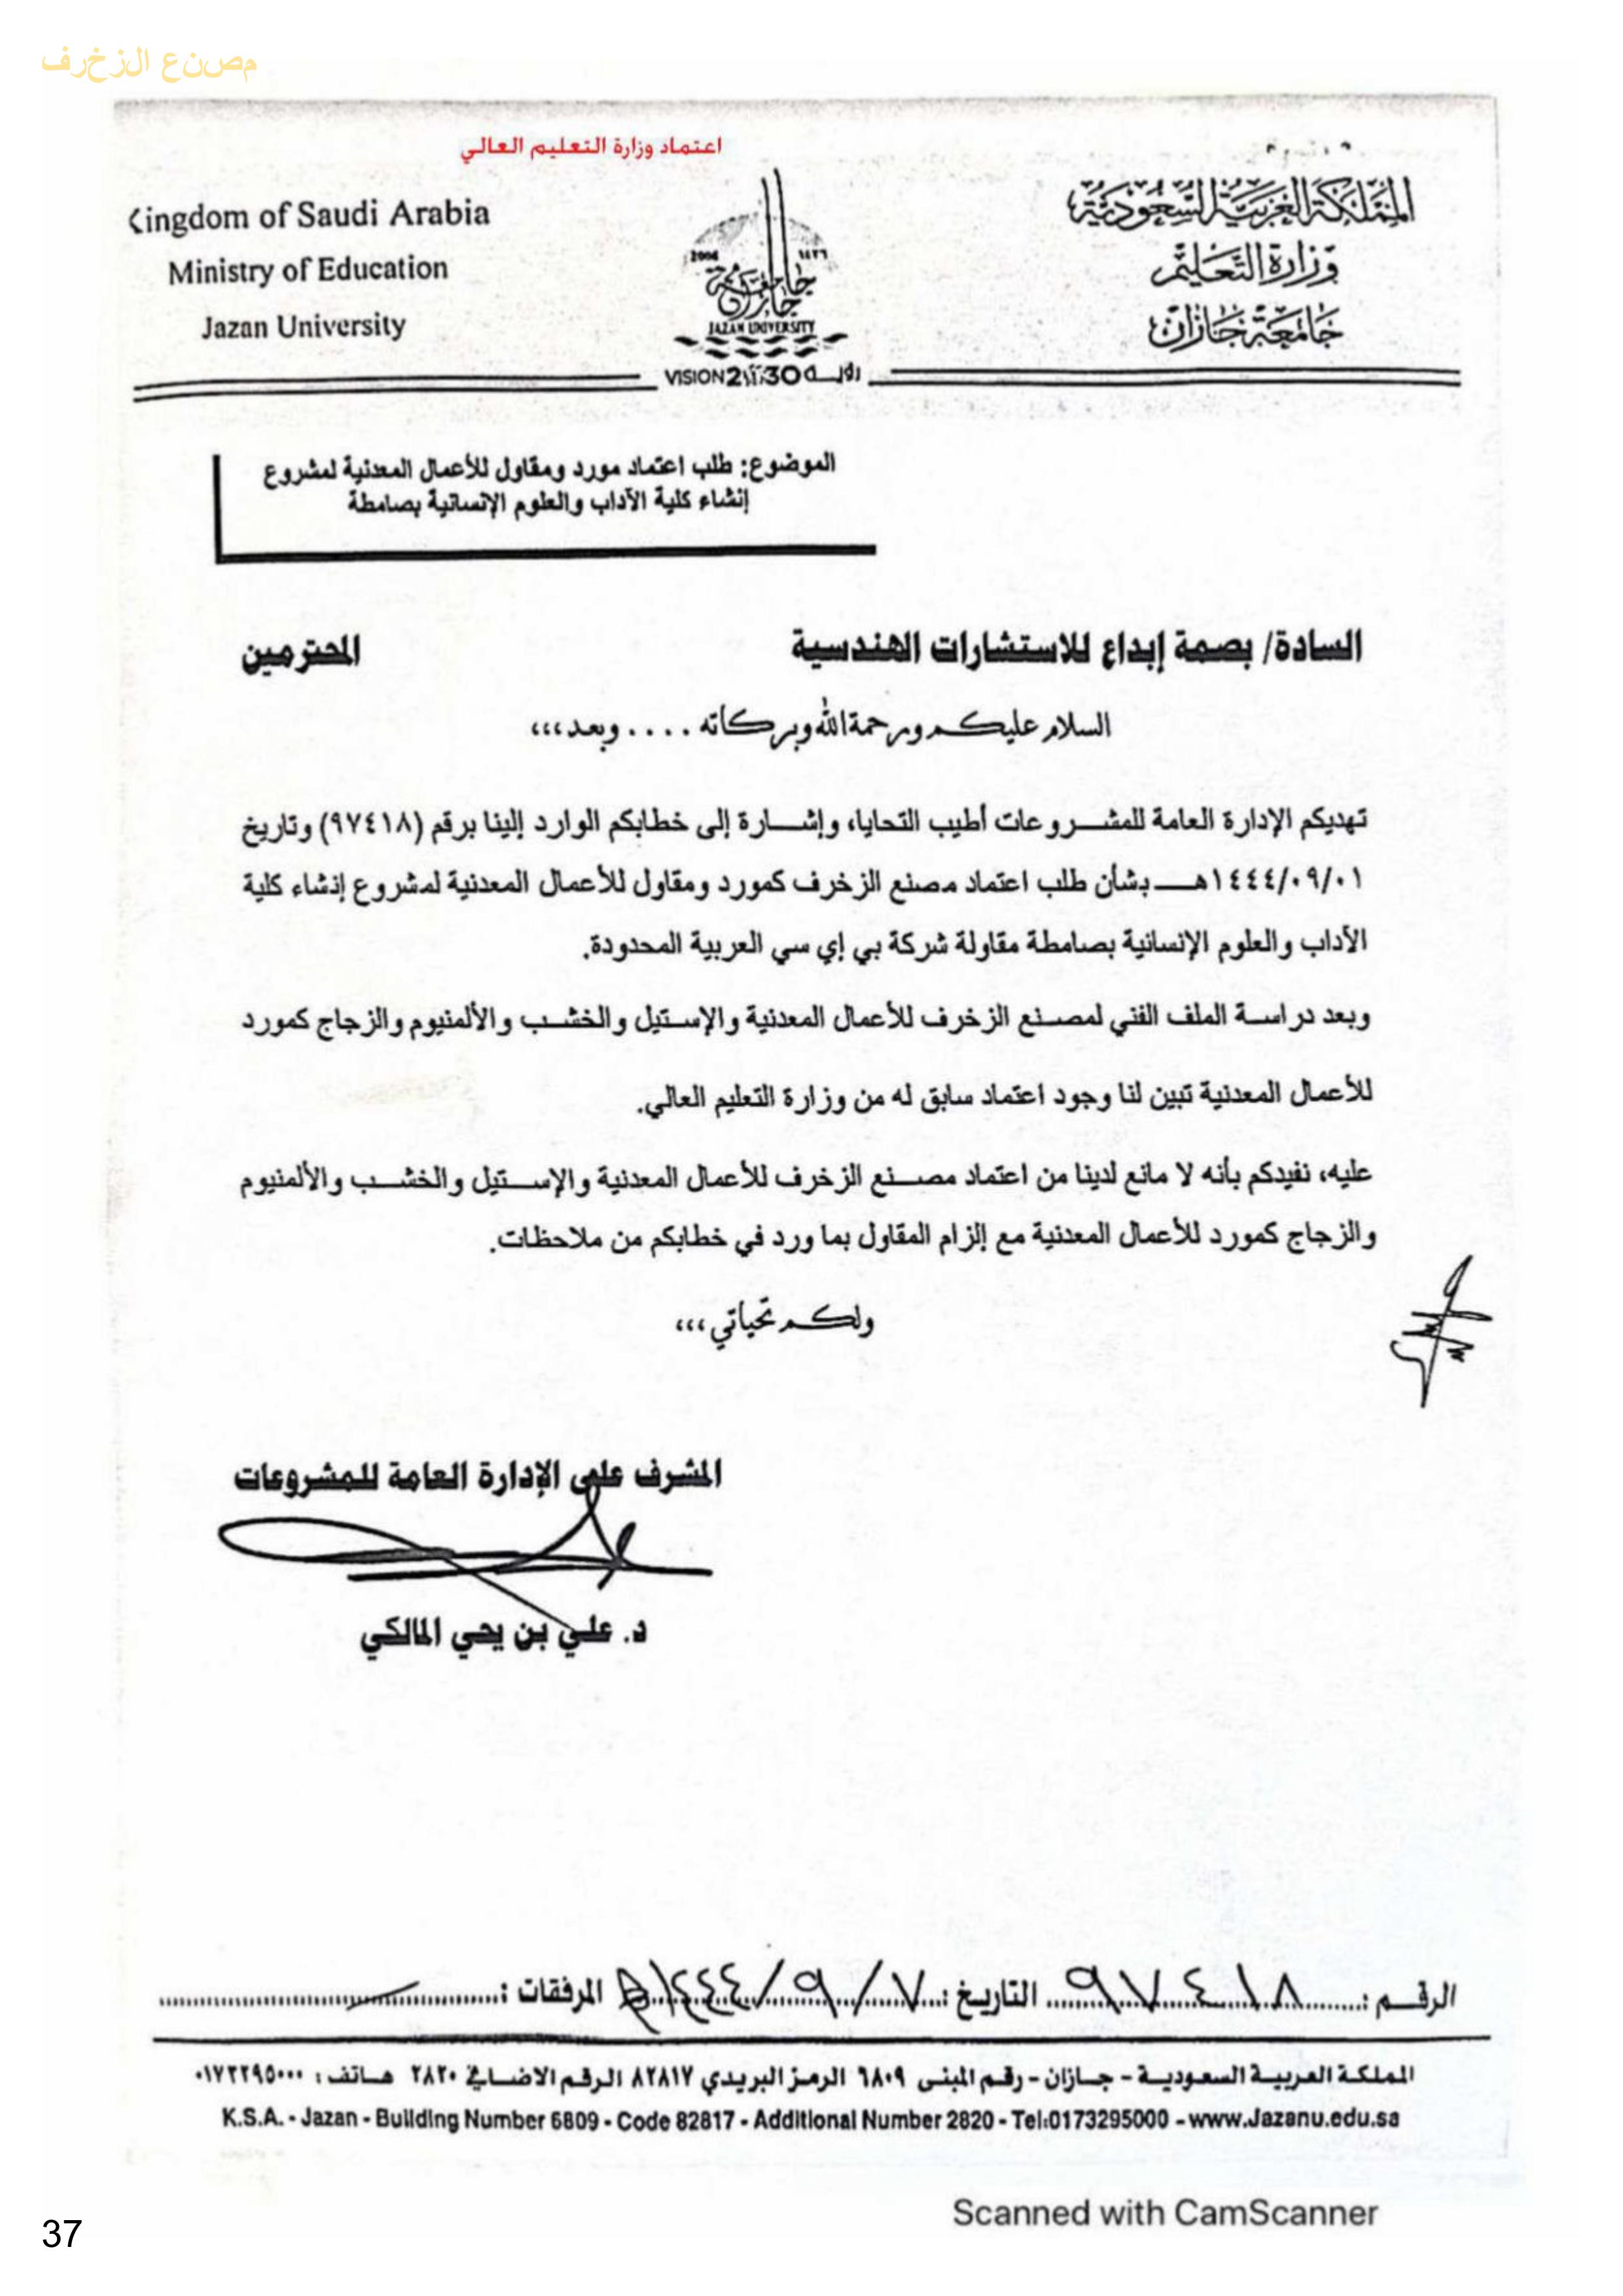 مصنع الزخرف
اعتماد وزارة التعليم العالي
المملكة العربية السعودية
وزارة التعليم
جامعة جازان
Kingdom of Saudi Arabia
Ministry of Education
Jazan University
2006 ١٤٢٦
جامعة جازان
JAZAN UNIVERSITY
VISION 2030 رؤية
الموضوع: طلب اعتماد مورد ومقاول للأعمال المعدنية لمشروع
إنشاء كلية الآداب والعلوم الإنسانية بصامطة
السادة/ بصمة إبداع للاستشارات الهندسية المحترمين
السلام عليكم ورحمة الله وبركاته .... وبعد،،،
تهديكم الإدارة العامة للمشروعات أطيب التحايا، وإشارة إلى خطابكم الوارد إلينا برقم (٩٧٤١٨) وتاريخ
١٤٤٤/٠٩/٠١هـ بشأن طلب اعتماد مصنع الزخرف كمورد ومقاول للأعمال المعدنية لمشروع إنشاء كلية
الآداب والعلوم الإنسانية بصامطة مقاولة شركة بي إي سي العربية المحدودة.
وبعد دراسة الملف الفني لمصنع الزخرف للأعمال المعدنية والإستيل والخشب والألمنيوم والزجاج كمورد
للأعمال المعدنية تبين لنا وجود اعتماد سابق له من وزارة التعليم العالي.
عليه، نفيدكم بأنه لا مانع لدينا من اعتماد مصنع الزخرف للأعمال المعدنية والإستيل والخشب والألمنيوم
والزجاج كمورد للأعمال المعدنية مع إلزام المقاول بما ورد في خطابكم من ملاحظات.
ولكم تحياتي،،،
المشرف على الإدارة العامة للمشروعات
د. علي بن يحي المالكي
الرقم : ٩٧٤١٨ التاريخ : ١٤٤٤/٩/٧هـ المرفقات :
المملكة العربية السعودية - جازان - رقم المبنى ٦٨٠٩ الرمز البريدي ٨٢٨١٧ الرقم الاضافي ٢٨٢٠ هاتف : ٠١٧٣٢٩٥٠٠٠
K.S.A. - Jazan - Building Number 6809 - Code 82817 - Additional Number 2820 - Tel:0173295000 - www.Jazanu.edu.sa
Scanned with CamScanner
37